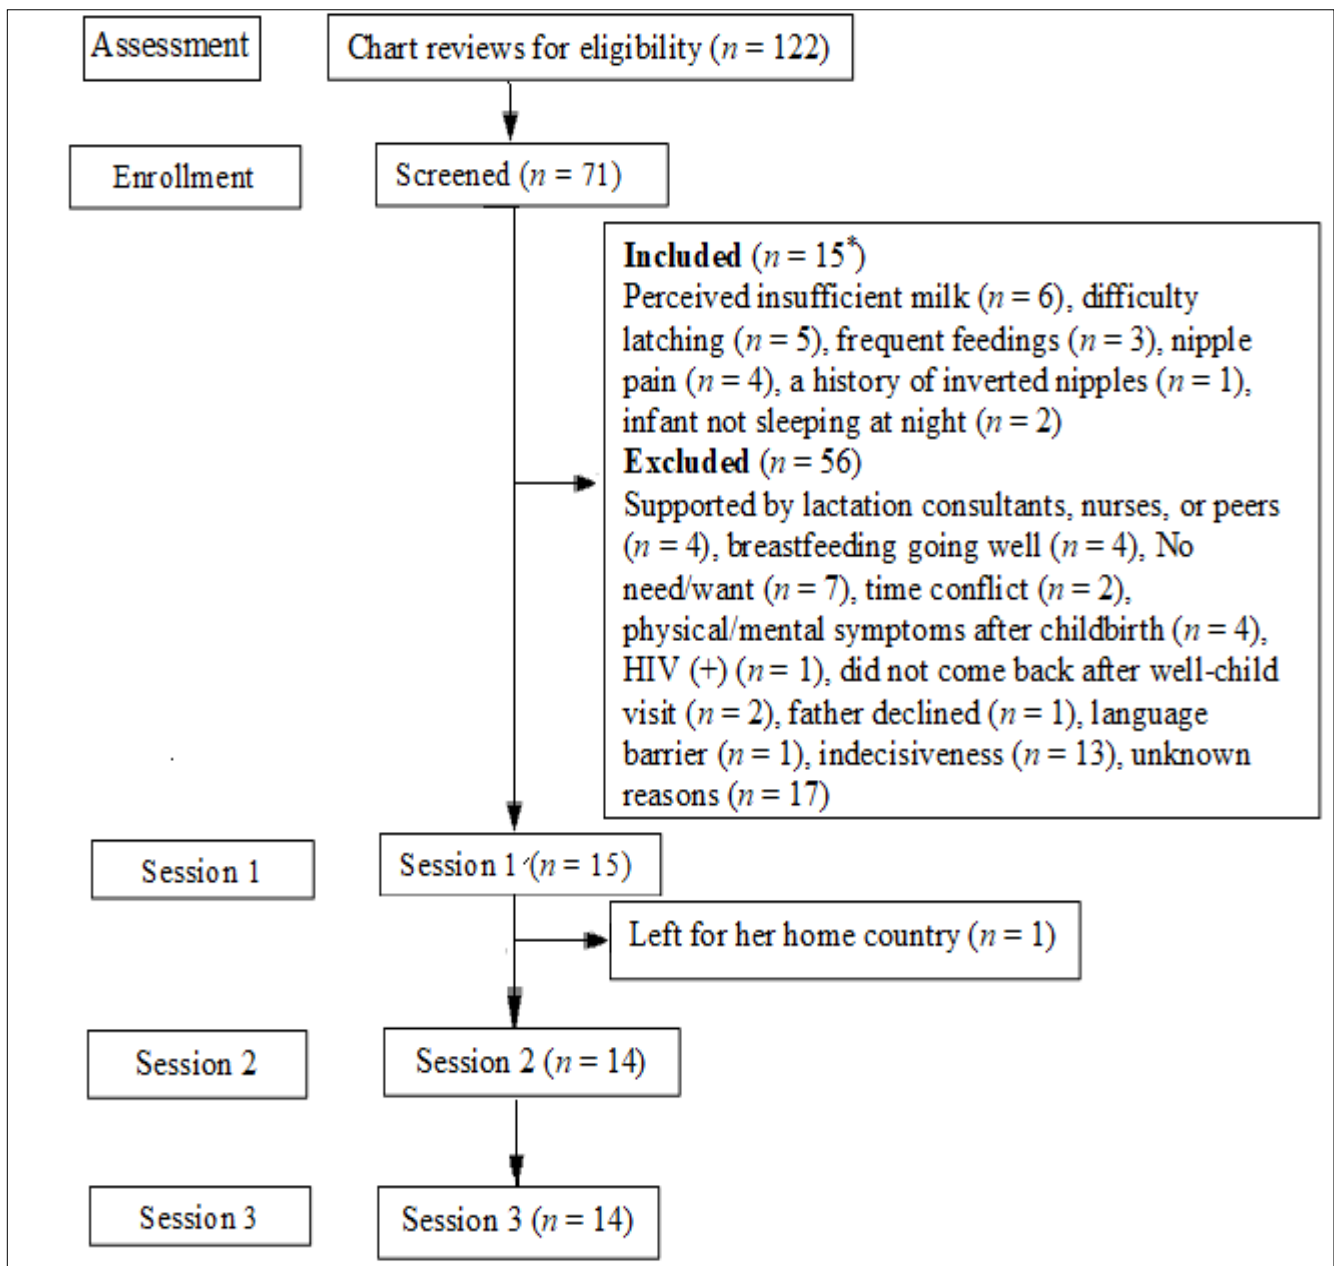 Assessment
Chart reviews for eligibility (n = 122)
Enrollment
Screened (n = 71)
Included (n = 15*)
Perceived insufficient milk (n = 6), difficulty
latching (n = 5), frequent feedings (n = 3), nipple
pain (n = 4), a history of inverted nipples (n = 1),
infant not sleeping at night (n = 2)
Excluded (n = 56)
Supported by lactation consultants, nurses, or peers
(n = 4), breastfeeding going well (n = 4), No
need/want (n = 7), time conflict (n = 2),
physical/mental symptoms after childbirth (n = 4),
HIV (+) (n = 1), did not come back after well-child
visit (n = 2), father declined (n = 1), language
barrier (n = 1), indecisiveness (n = 13), unknown
reasons (n = 17)
Session 1
Session 1 (n = 15)
Left for her home country (n = 1)
Session 2
Session 2 (n = 14)
Session 3
Session 3 (n = 14)